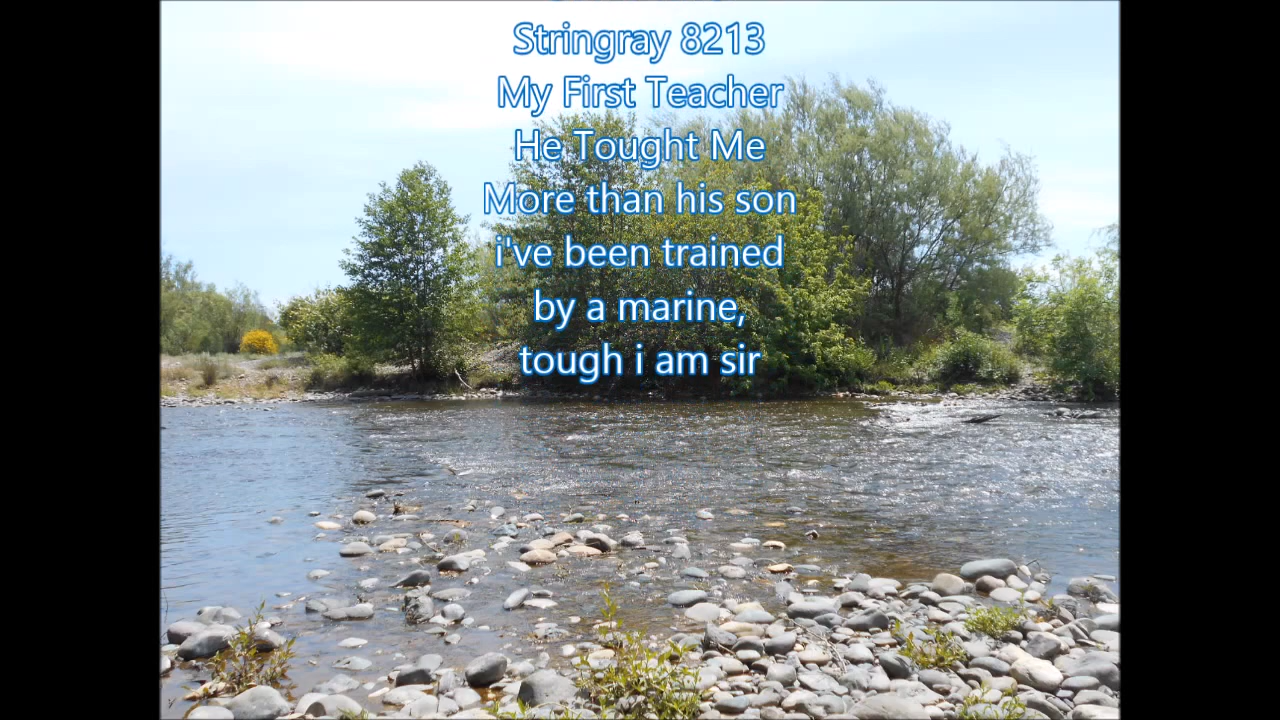 Stringray 8213
My First Teacher
He Tought Me
More than his son
i've been trained
by a marine,
tough i am sir